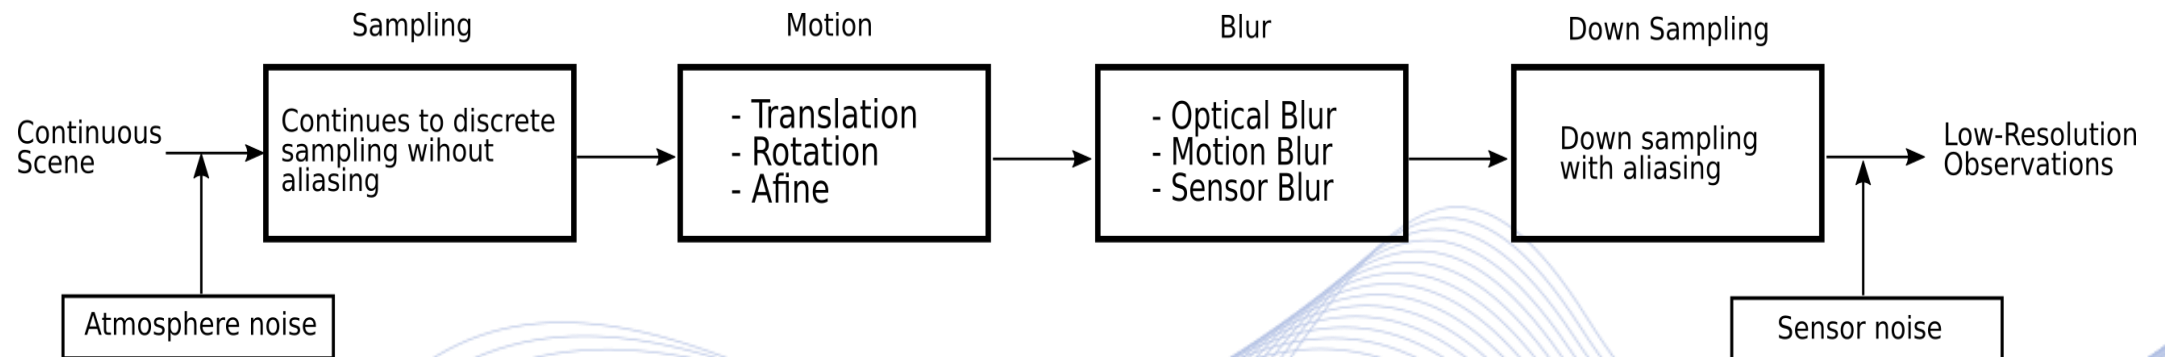 Sampling
Motion
Blur
Down Sampling
Continuous
Scene
Continues to discrete
sampling wihout
aliasing
- Translation
- Rotation
- Afine
- Optical Blur
- Motion Blur
- Sensor Blur
Down sampling
with aliasing
Low-Resolution
Observations
Atmosphere noise
Sensor noise